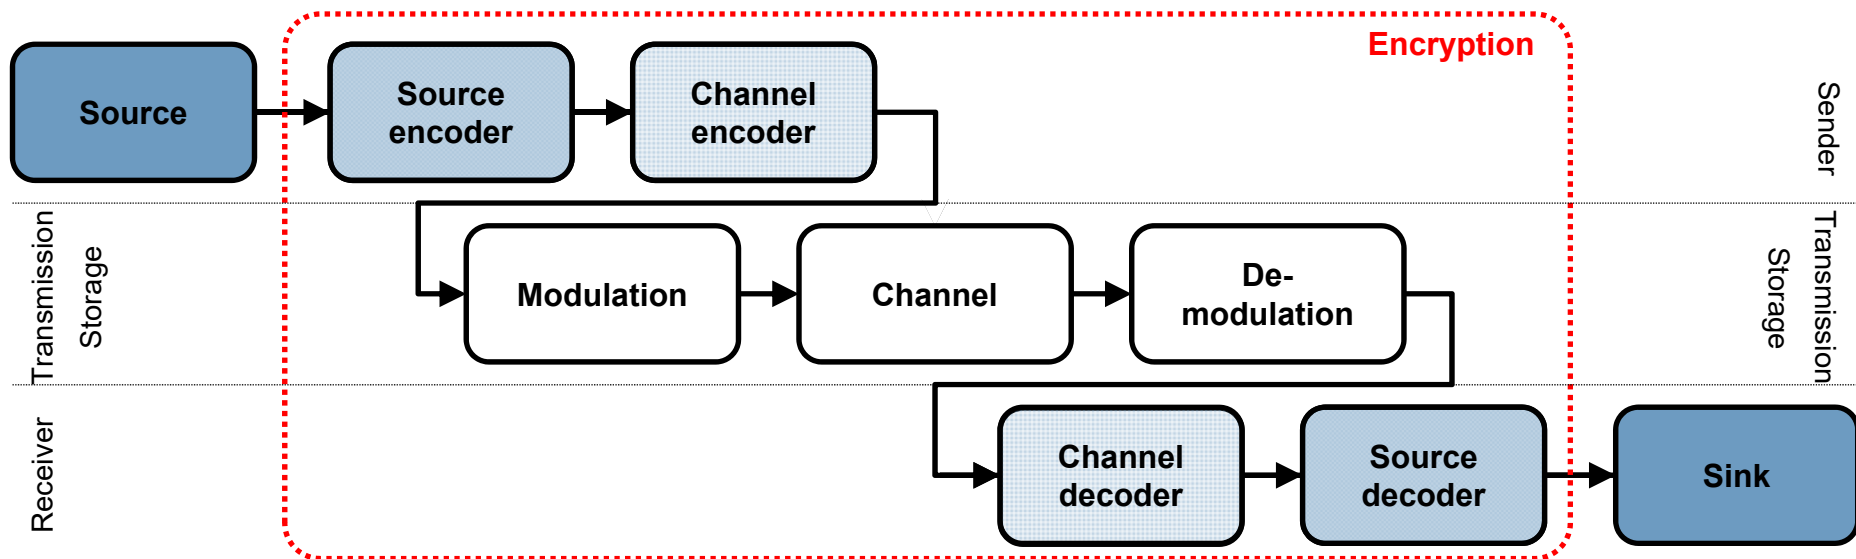 Encryption
Source
Source
encoder
Channel
encoder
Sender
Transmission
Storage
Modulation
Channel
De-
modulation
Transmission
Storage
Receiver
Channel
decoder
Source
decoder
Sink